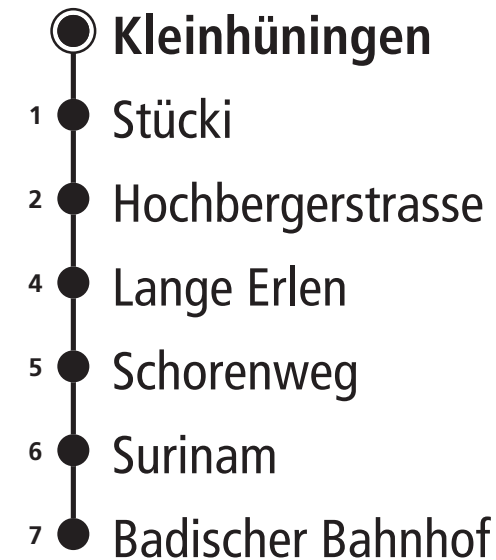 Kleinhüningen
1 Stücki
2 Hochbergerstrasse
4 Lange Erlen
5 Schorenweg
6 Surinam
7 Badischer Bahnhof